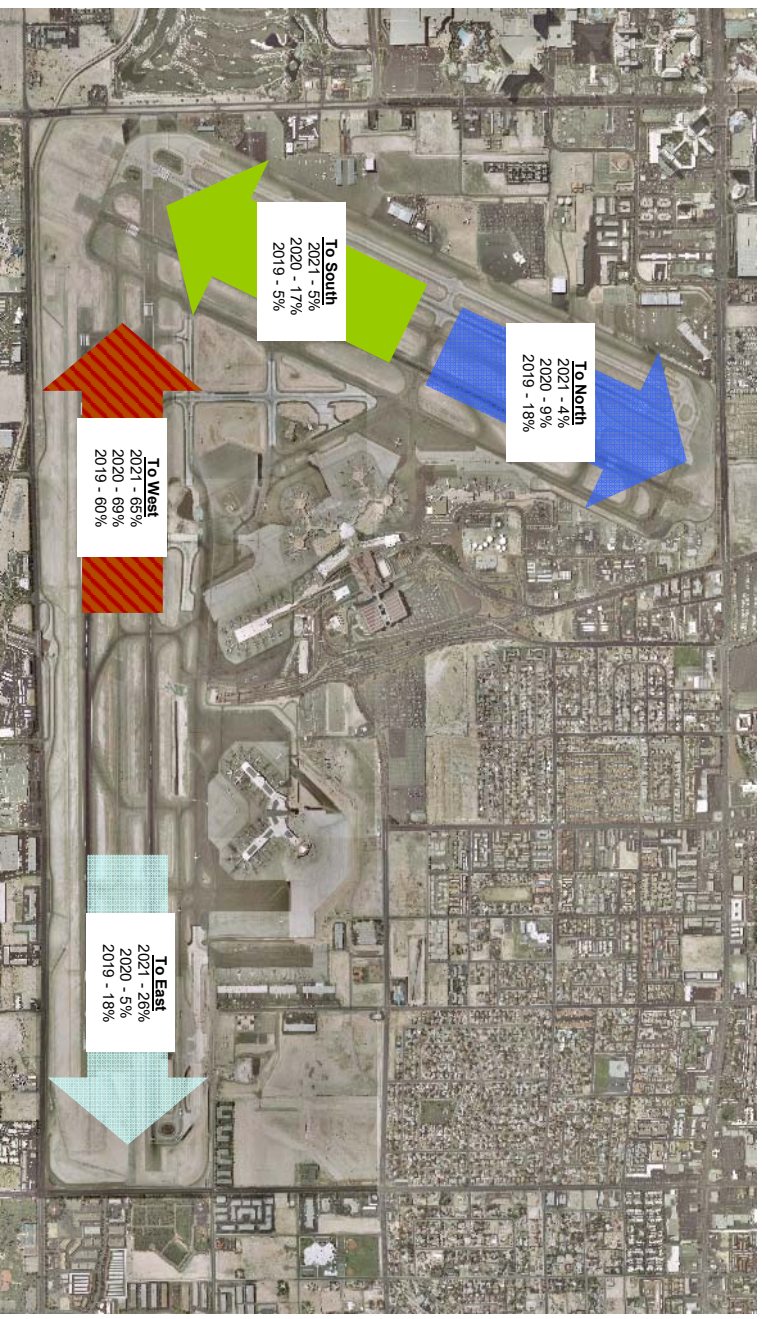 To North
2021 - 4%
2020 - 9%
2019 - 18%
To South
2021 - 5%
2020 - 17%
2019 - 5%
To West
2021 - 65%
2020 - 69%
2019 - 60%
To East
2021 - 26%
2020 - 5%
2019 - 18%